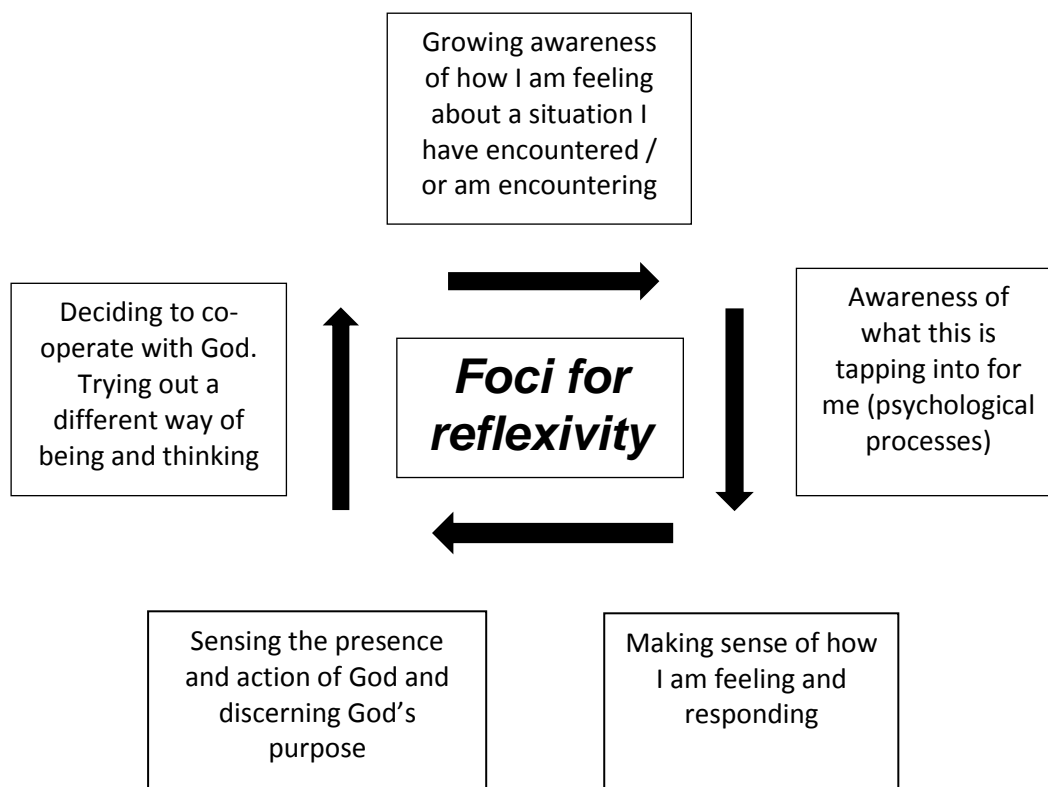 Growing awareness
of how I am feeling
about a situation I
have encountered /
or am encountering
Awareness of
what this is
tapping into for
me (psychological
processes)
Deciding to co-
operate with God.
Trying out a
different way of
being and thinking
Foci for
reflexivity
Sensing the presence
and action of God and
discerning God’s
purpose
Making sense of how
I am feeling and
responding